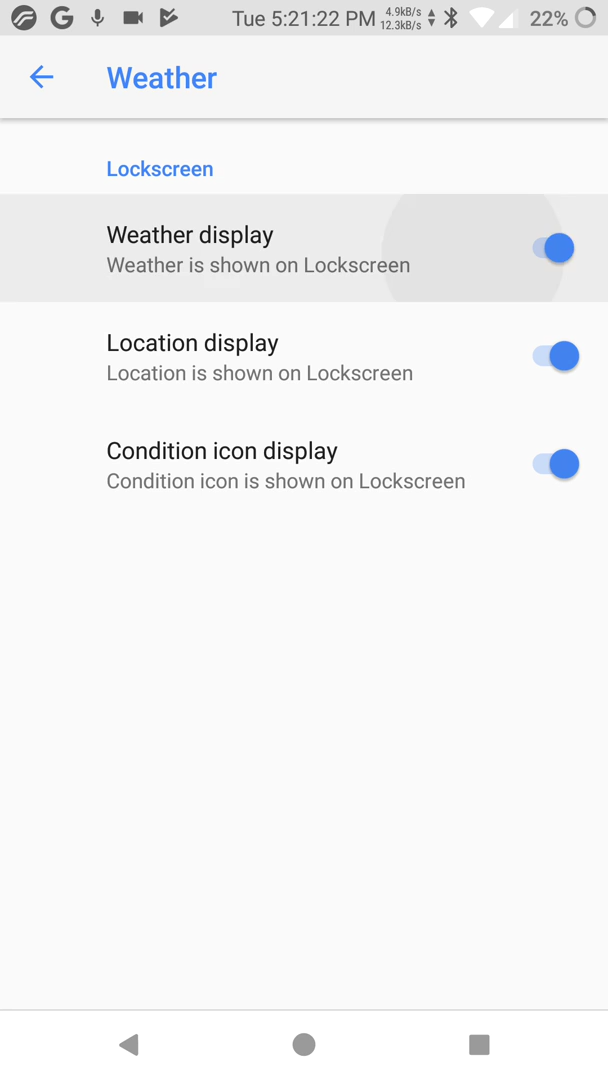 Tue 5:21:22 PM 4.9kB/s 12.3kB/s 22%
Weather
Lockscreen
Weather display
Weather is shown on Lockscreen
Location display
Location is shown on Lockscreen
Condition icon display
Condition icon is shown on Lockscreen